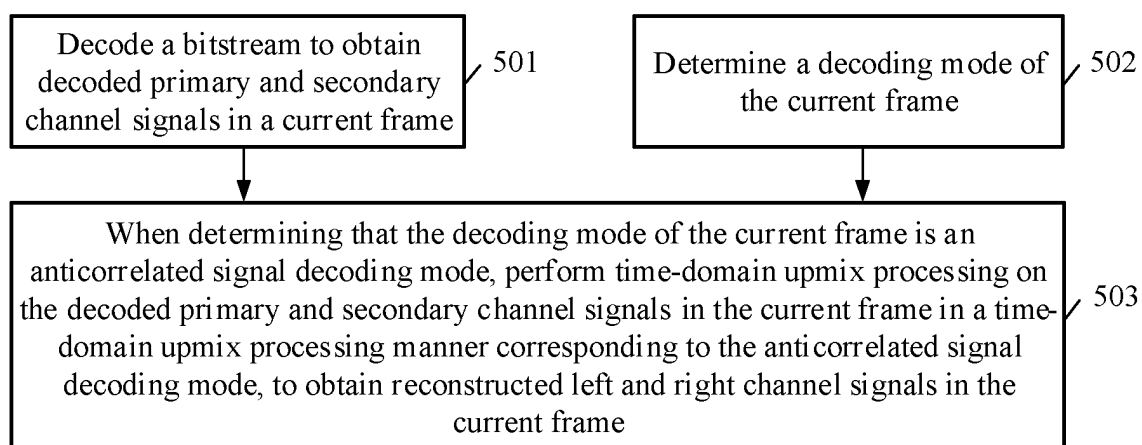 Decode a bitstream to obtain
decoded primary and secondary
channel signals in a current frame
501
Determine a decoding mode of
the current frame
502
When determining that the decoding mode of the current frame is an
anticorrelated signal decoding mode, perform time-domain upmix processing on
the decoded primary and secondary channel signals in the current frame in a time-
domain upmix processing manner corresponding to the anticorrelated signal
decoding mode, to obtain reconstructed left and right channel signals in the
current frame
503